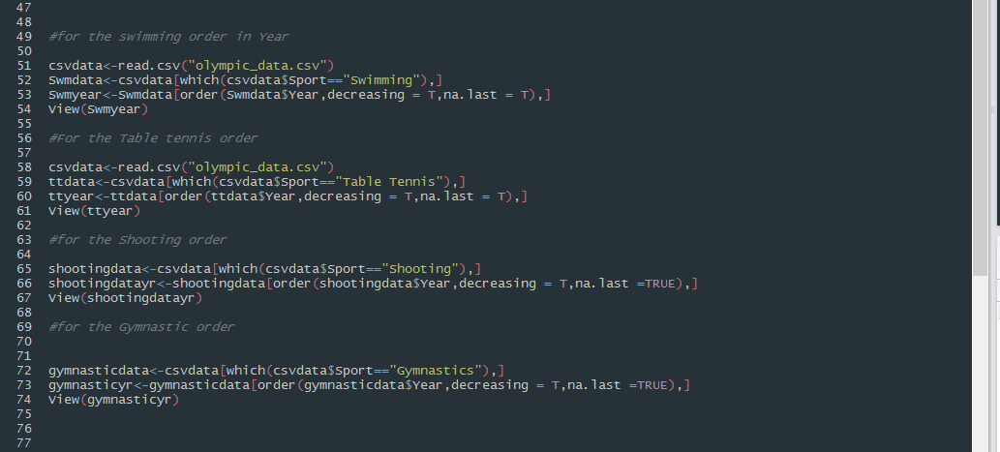 47
48
49 #for the swimming order in Year
50
51 csvdata<-read.csv("olympic_data.csv")
52 Swmdata<-csvdata[which(csvdata$Sport=="Swimming"),]
53 Swmyear<-Swmdata[order(Swmdata$Year,decreasing = T,na.last = T),]
54 View(Swmyear)
55
56 #For the Table tennis order
57
58 csvdata<-read.csv("olympic_data.csv")
59 ttdata<-csvdata[which(csvdata$Sport=="Table Tennis"),]
60 ttyear<-ttdata[order(ttdata$Year,decreasing = T,na.last = T),]
61 View(ttyear)
62
63 #for the Shooting order
64
65 shootingdata<-csvdata[which(csvdata$Sport=="Shooting"),]
66 shootingdatayr<-shootingdata[order(shootingdata$Year,decreasing = T,na.last =TRUE),]
67 View(shootingdatayr)
68
69 #for the Gymnastic order
70
71
72 gymnasticdata<-csvdata[which(csvdata$Sport=="Gymnastics"),]
73 gymnasticyr<-gymnasticdata[order(gymnasticdata$Year,decreasing = T,na.last =TRUE),]
74 View(gymnasticyr)
75
76
77